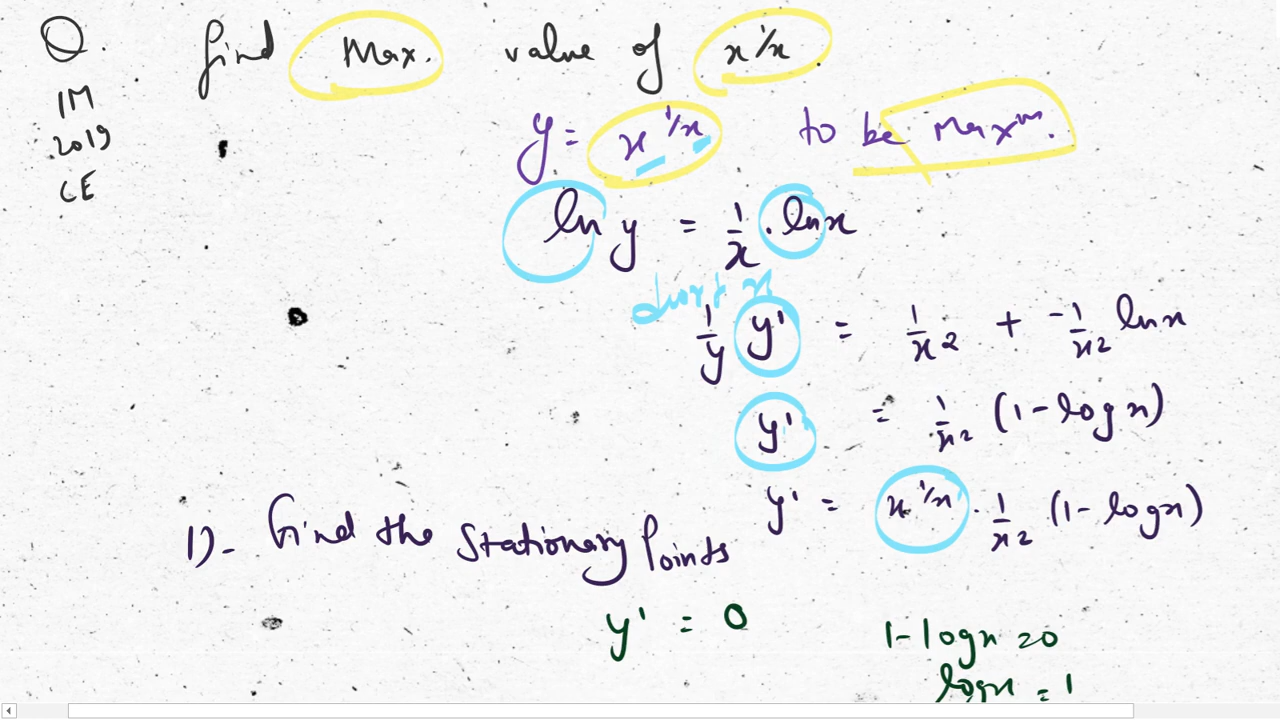 Q. find Max. value of x^1/x
1M
2019
CE
y = x^1/x to be Max^m.
ln y = 1/x . ln x
d w.r.t x
1/y y' = 1/x2 + -1/x2 ln x
y' = 1/x2 (1 - log x)
y' = x^1/x . 1/x2 (1 - log x)
1) - find the Stationary Points
y' = 0
1 - log x = 0
log x = 1